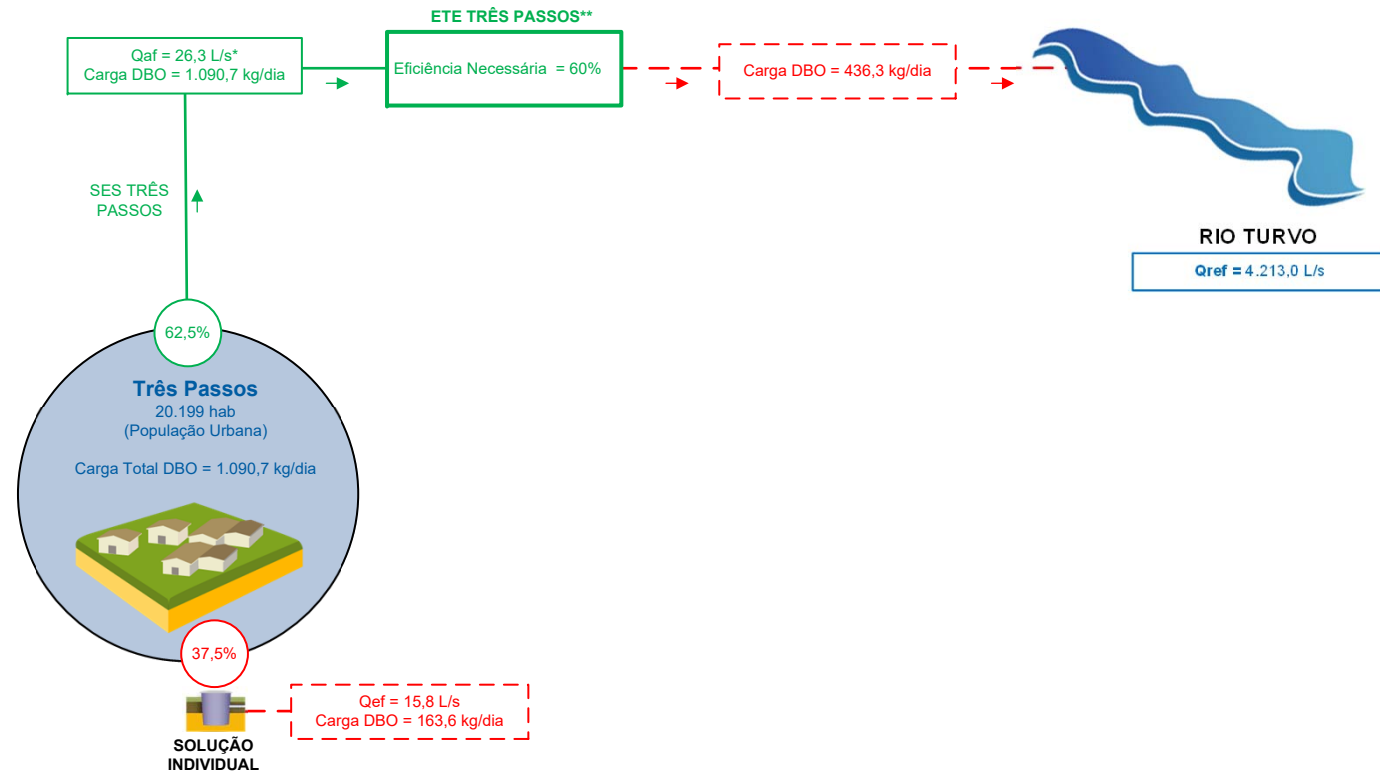 ETE TRÊS PASSOS**
Qaf = 26,3 L/s*
Carga DBO = 1.090,7 kg/dia
Eficiência Necessária = 60%
Carga DBO = 436,3 kg/dia
SES TRÊS
PASSOS
RIO TURVO
Qref = 4.213,0 L/s
62,5%
Três Passos
20.199 hab
(População Urbana)
Carga Total DBO = 1.090,7 kg/dia
37,5%
Qef = 15,8 L/s
Carga DBO = 163,6 kg/dia
SOLUÇÃO
INDIVIDUAL